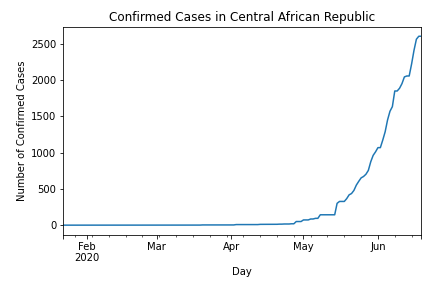 Confirmed Cases in Central African Republic
Number of Confirmed Cases
2500
2000
1500
1000
500
0
Feb
2020
Mar
Apr
May
Jun
Day